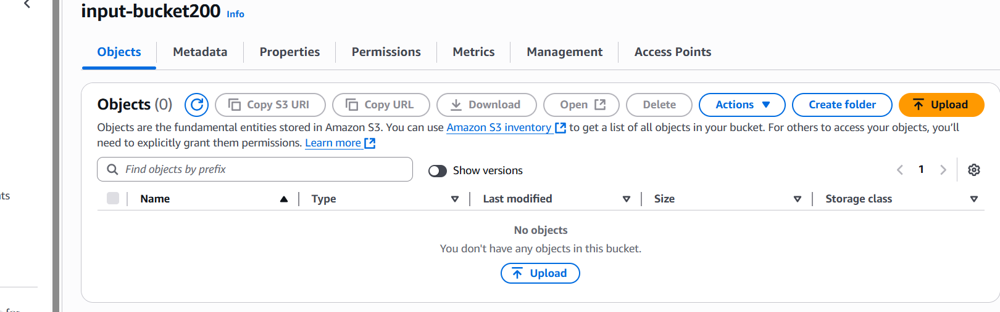 input-bucket200 Info
Objects Metadata Properties Permissions Metrics Management Access Points
Objects (0) Copy S3 URI Copy URL Download Open Delete Actions Create folder Upload
Objects are the fundamental entities stored in Amazon S3. You can use Amazon S3 inventory to get a list of all objects in your bucket. For others to access your objects, you’ll
need to explicitly grant them permissions. Learn more
Find objects by prefix Show versions 1
ts
Name Type Last modified Size Storage class
No objects
You don't have any objects in this bucket.
Upload